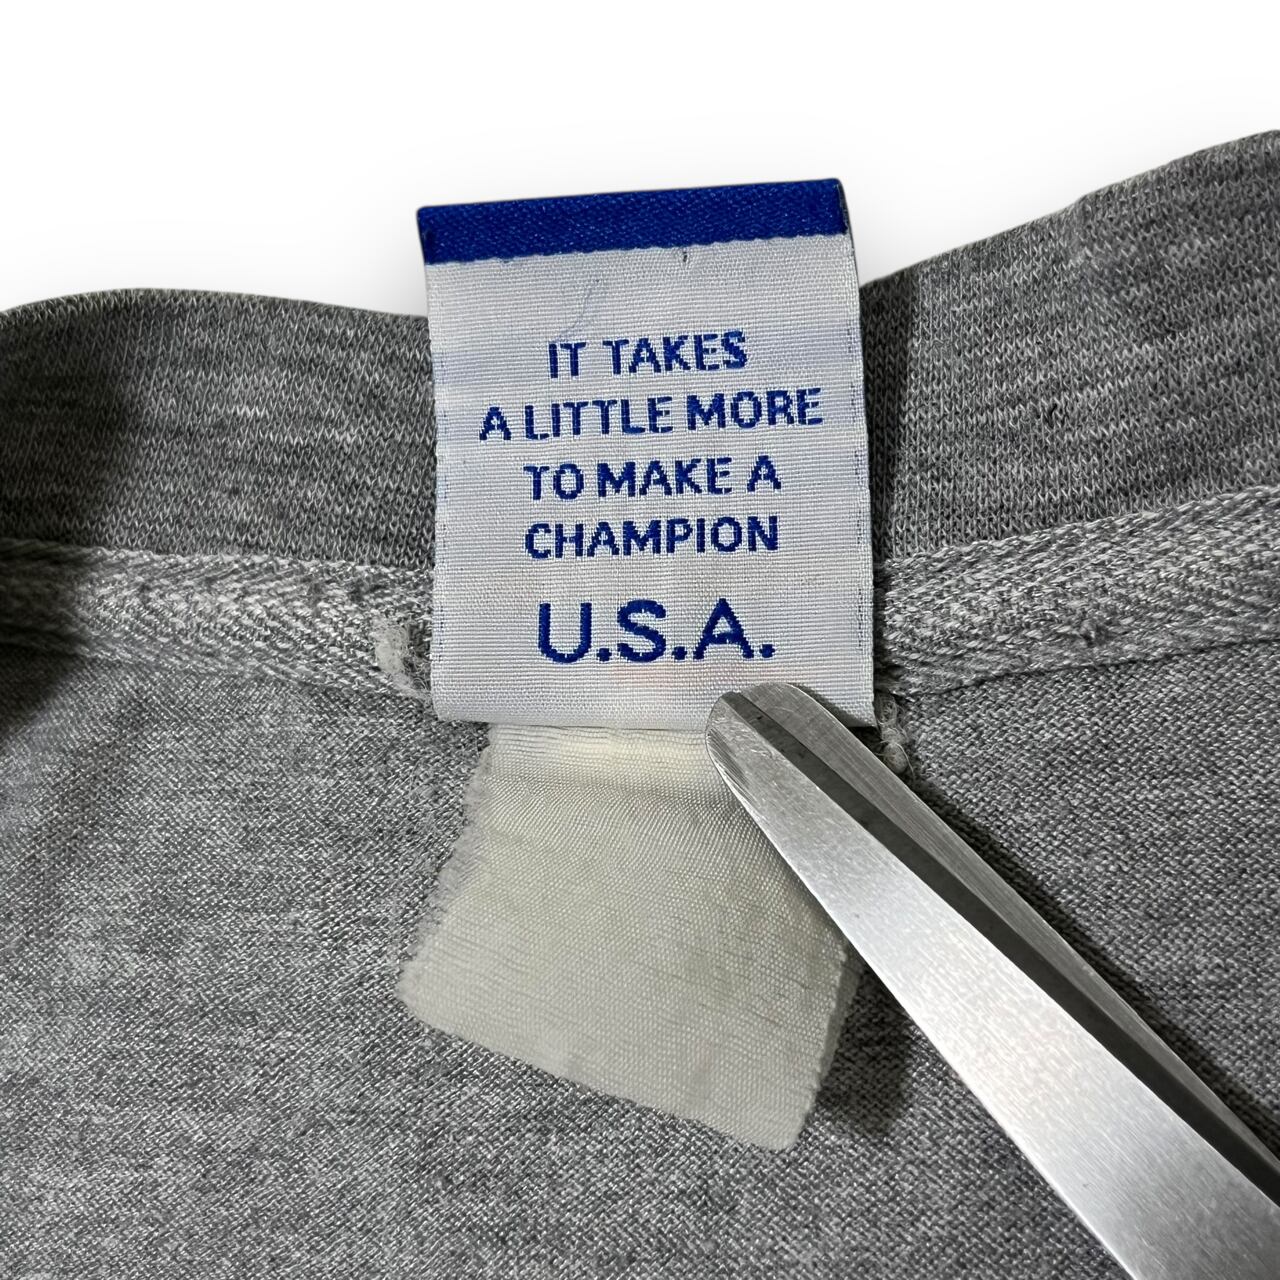 IT TAKES
A LITTLE MORE
TO MAKE A
CHAMPION
U.S.A.